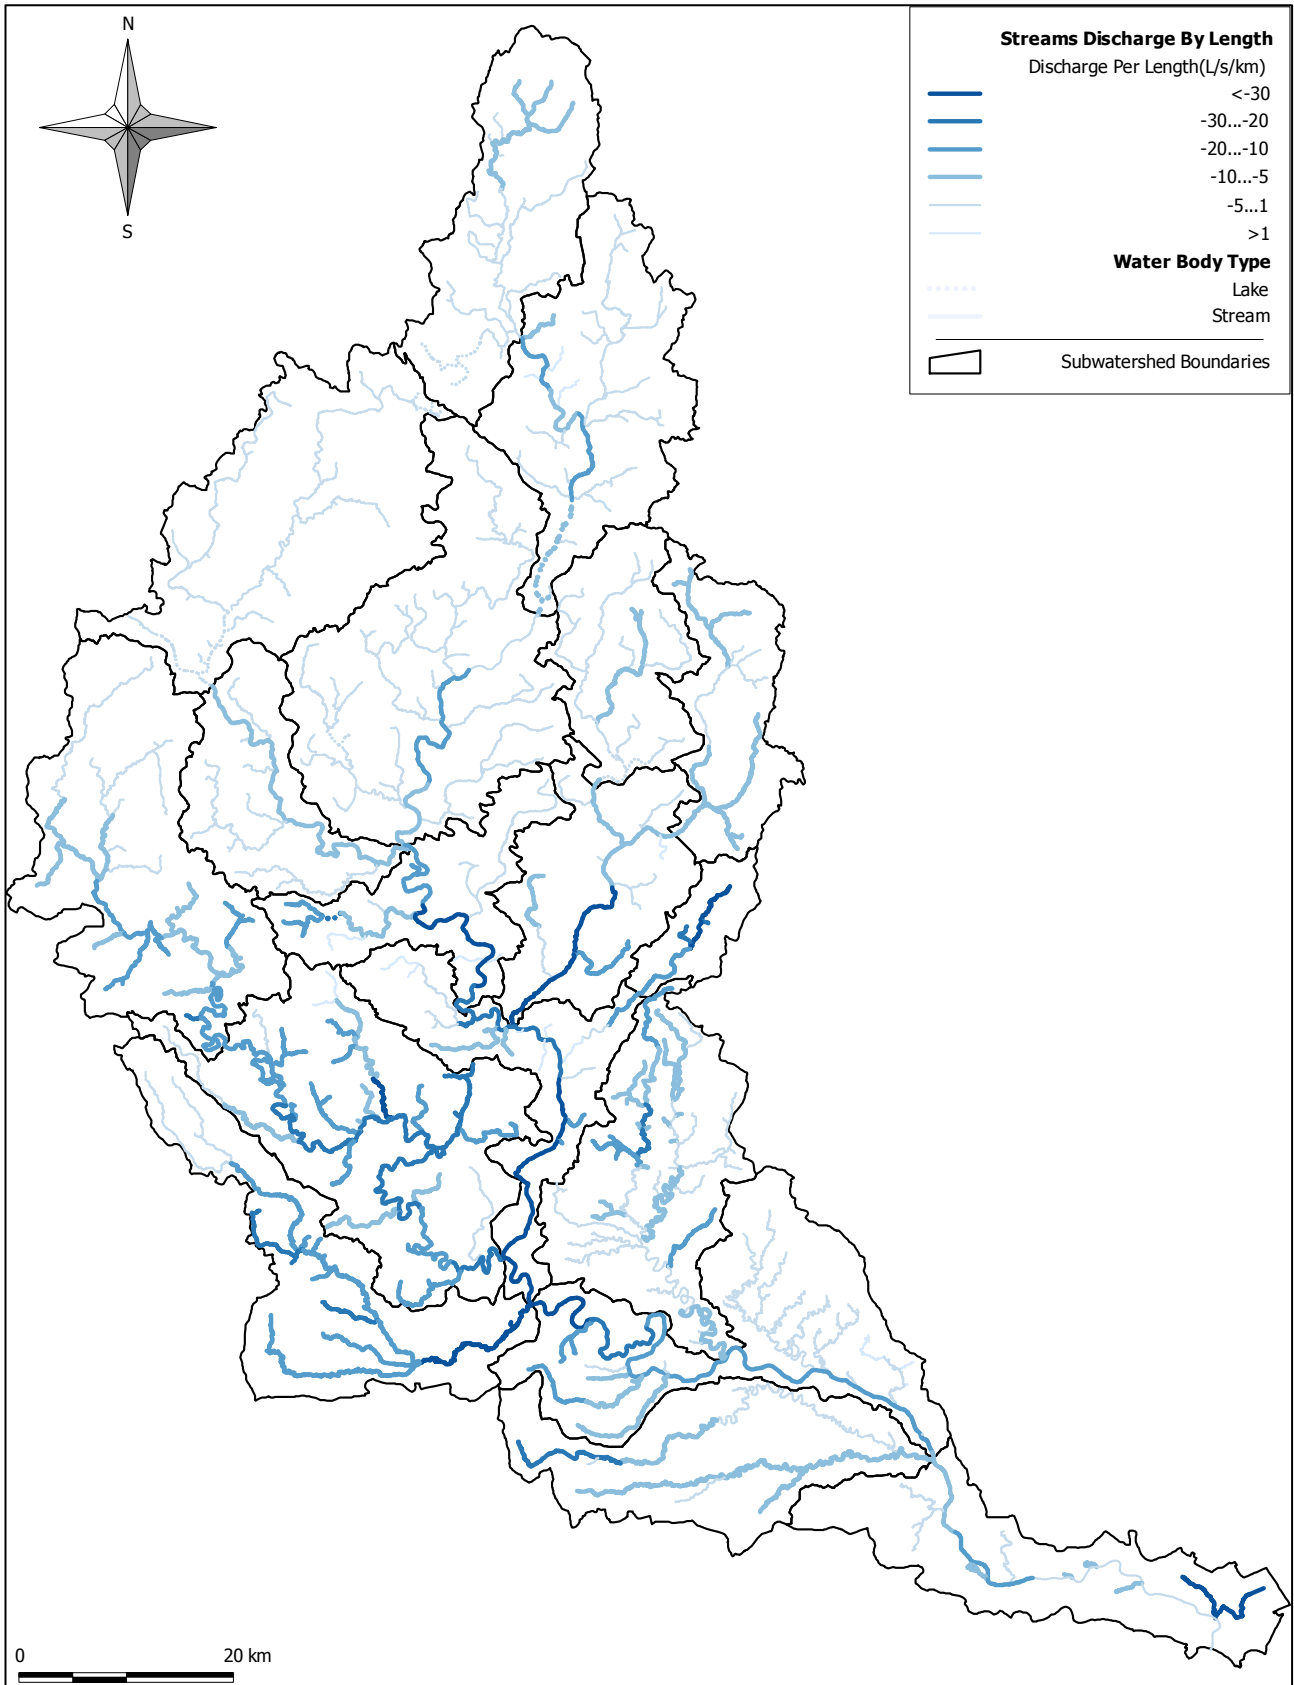 N
S
Streams Discharge By Length
Discharge Per Length(L/s/km)
<-30
-30...-20
-20...-10
-10...-5
-5...1
>1
Water Body Type
Lake
Stream
Subwatershed Boundaries
0 20 km